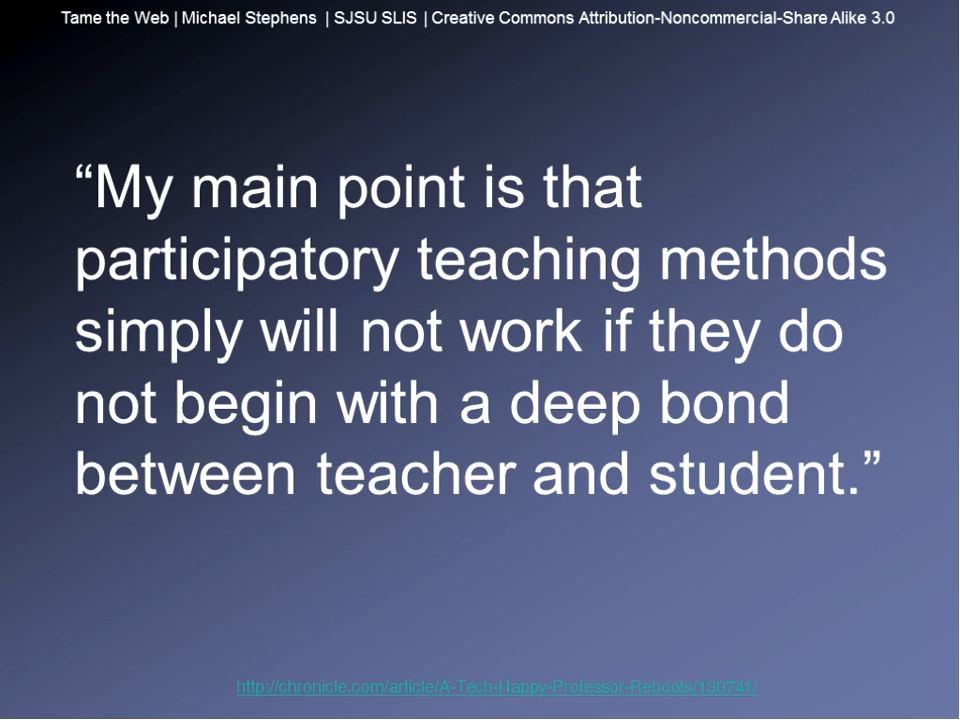 Tame the Web | Michael Stephens | SJSU SLIS | Creative Commons Attribution-Noncommercial-Share Alike 3.0
“My main point is that
participatory teaching methods
simply will not work if they do
not begin with a deep bond
between teacher and student.”
http://chronicle.com/article/A-Tech-Happy-Professor-Reboots/130741/